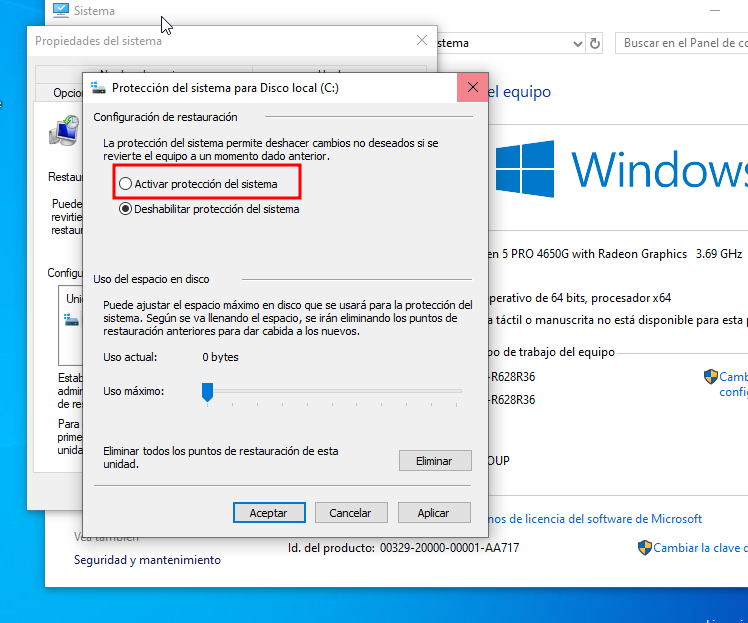 Sistema
Propiedades del sistema
stema
Buscar en el Panel de co
Protección del sistema para Disco local (C:)
el equipo
Opcio
Configuración de restauración
La protección del sistema permite deshacer cambios no deseados si se
revierte el equipo a un momento dado anterior.
Windows
Restau
Activar protección del sistema
Puede
revitie
Deshabilitar protección del sistema
restau
en 5 PRO 4650G with Radeon Graphics 3.69 GHz
Configu
Uso del espacio en disco
Uni
Puede ajustar el espacio máximo en disco que se usará para la protección del
sistema. Según se va llenando el espacio, se irán eliminando los puntos de
restauración anteriores para dar cabida a los nuevos.
perativo de 64 bits, procesador x64
a táctil o manuscrita no está disponible para esta p
Uso actual:
0 bytes
po de trabajo del equipo
Estab
admir
de re
Uso máximo:
-R628R36
Camb
config
-R628R36
Para
prime
unida
Eliminar todos los puntos de restauración de esta
unidad.
Eliminar
OUP
Aceptar
Cancelar
Aplicar
nos de licencia del software de Microsoft
Vea también
Id. del producto: 00329-20000-00001-AA717
Cambiar la clave d
Seguridad y mantenimiento